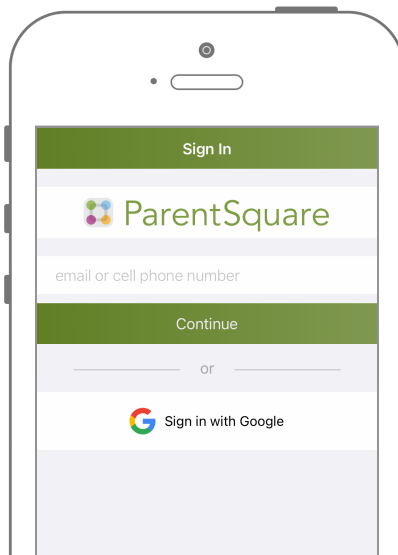 Sign In
ParentSquare
email or cell phone number
Continue
or
Sign in with Google